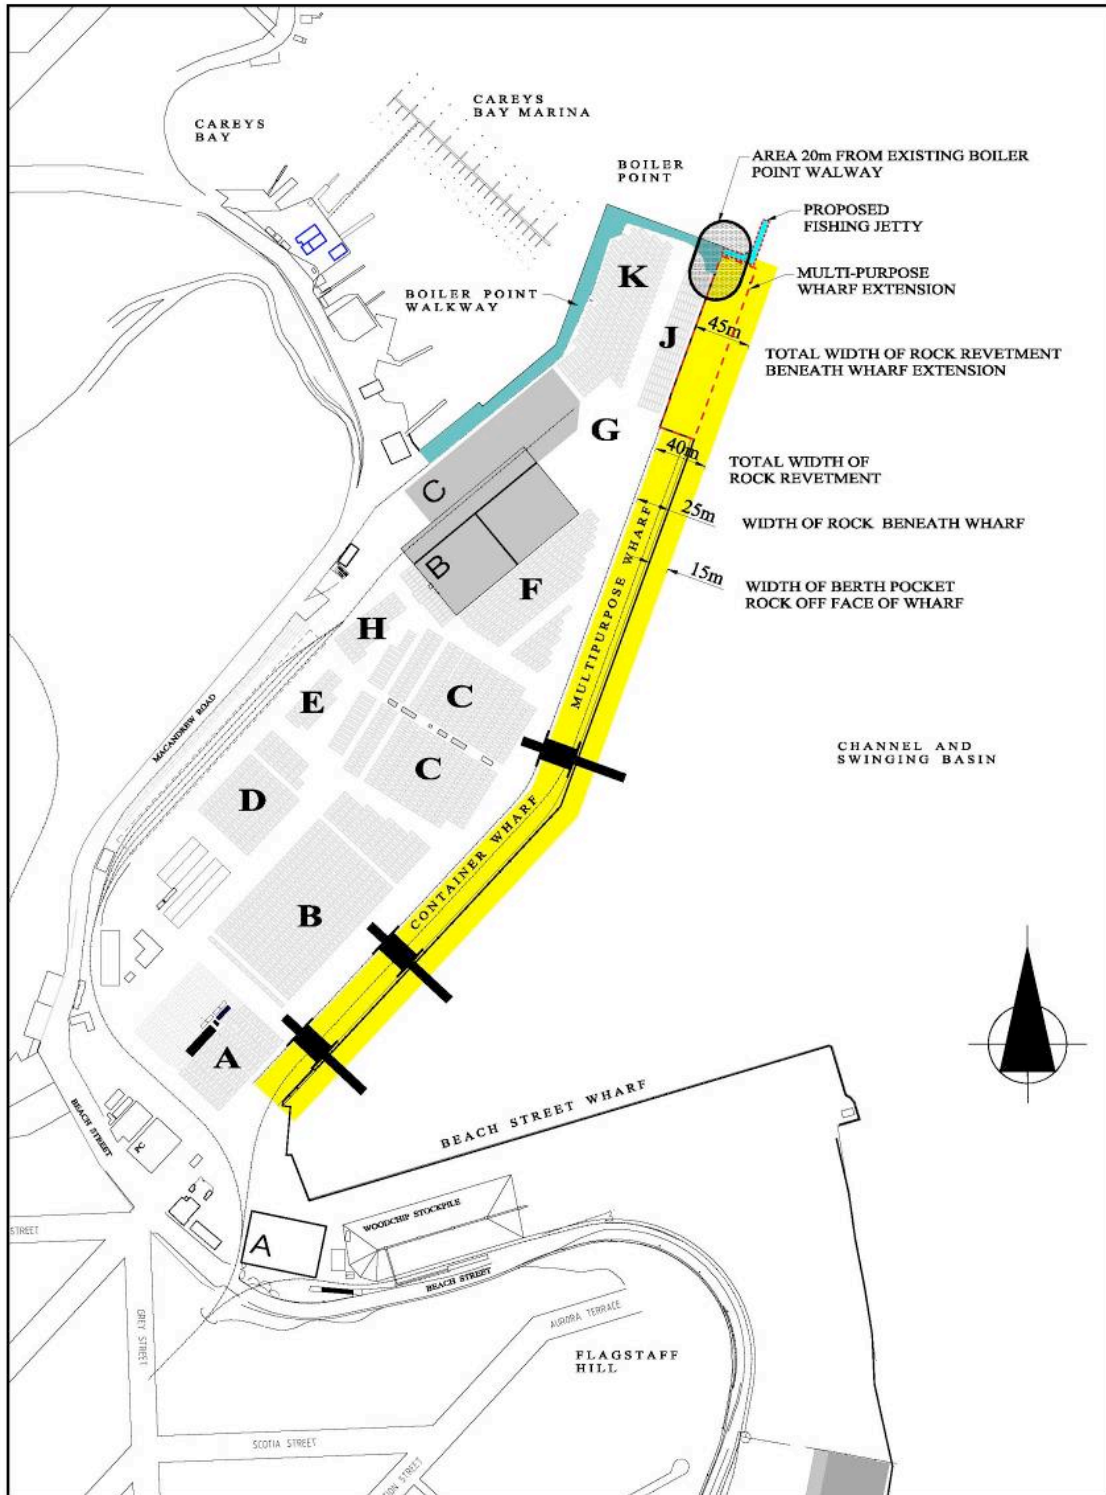 CAREYS
BAY MARINA
CAREYS
BAY
BOILER
POINT
AREA 20m FROM EXISTING BOILER
POINT WALWAY
PROPOSED
FISHING JETTY
K
MULTI-PURPOSE
WHARF EXTENSION
BOILER POINT
WALKWAY
J
45m
TOTAL WIDTH OF ROCK REVETMENT
BENEATH WHARF EXTENSION
G
40m
TOTAL WIDTH OF
ROCK REVETMENT
C
25m
WIDTH OF ROCK BENEATH WHARF
B
F
15m
WIDTH OF BERTH POCKET
ROCK OFF FACE OF WHARF
MULTIPURPOSE WHARF
H
E
C
MACANDREW ROAD
CHANNEL AND
SWINGING BASIN
C
D
CONTAINER WHARF
B
A
BEACH STREET
BEACH STREET WHARF
PC
WOODCHIP STOCKPILE
STREET
A
BEACH STREET
AURORA TERRACE
GREY STREET
FLAGSTAFF
HILL
SCOTIA STREET
STREET